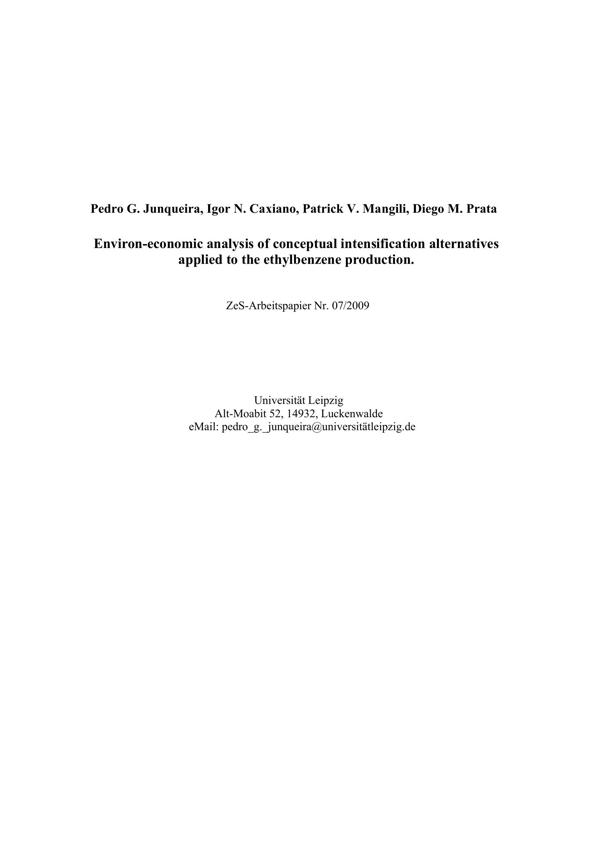 Pedro G. Junqueira, Igor N. Caxiano, Patrick V. Mangili, Diego M. Prata
Environ-economic analysis of conceptual intensification alternatives
applied to the ethylbenzene production.
ZeS-Arbeitspapier Nr. 07/2009
Universität Leipzig
Alt-Moabit 52, 14932, Luckenwalde
eMail: pedro_g._junqueira@universitätleipzig.de